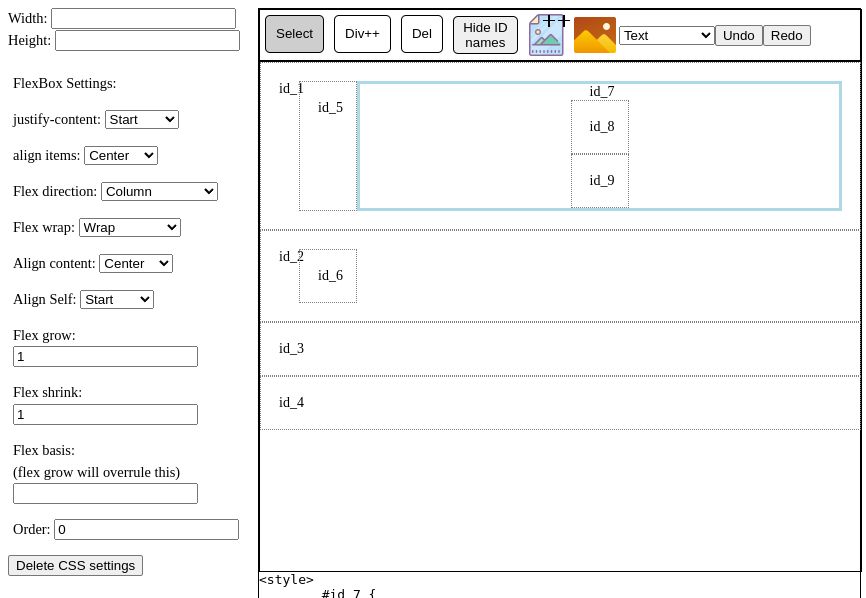 Width:
Height:
FlexBox Settings:
justify-content: Start
align items: Center
Flex direction: Column
Flex wrap: Wrap
Align content: Center
Align Self: Start
Flex grow:
1
Flex shrink:
1
Flex basis:
(flex grow will overrule this)
Order: 0
Delete CSS settings
Select Div++ Del Hide ID names ++ Text Undo Redo
id_1
id_5
id_7
id_8
id_9
id_2
id_6
id_3
id_4
<style>
#id_7 {